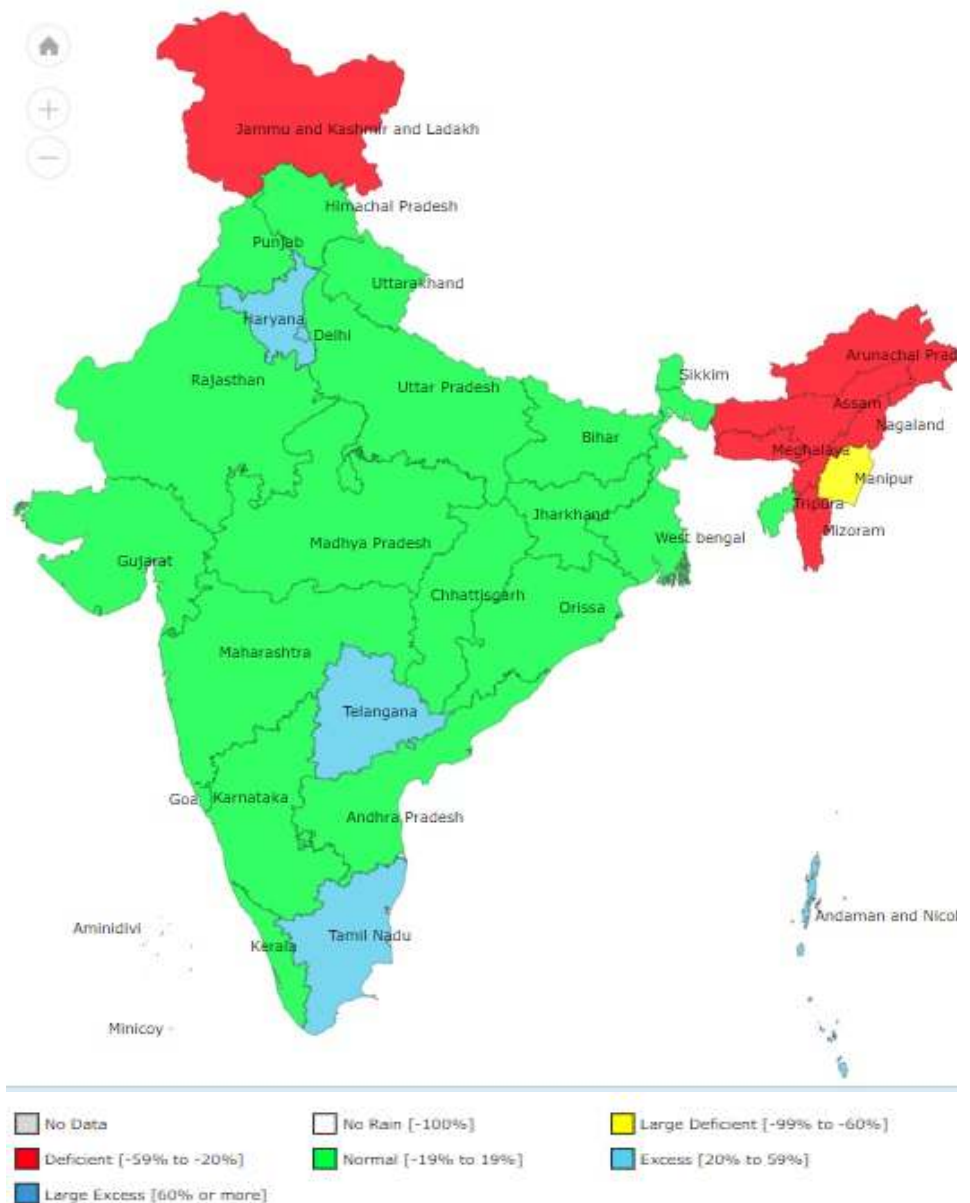 Jammu and Kashmir and Ladakh
Himachal Pradesh
Punjab
Uttarakhand
Haryana
Delhi
Rajasthan
Uttar Pradesh
Sikkim
Arunachal Prad
Assam
Nagaland
Bihar
Meghalaya
Manipur
Tripura
Mizoram
Jharkhand
West bengal
Madhya Pradesh
Gujarat
Chhattisgarh
Orissa
Maharashtra
Telangana
Goa
Karnataka
Andhra Pradesh
Andaman and Nicol
Aminidivi
Tamil Nadu
Kerala
Minicoy
No Data
No Rain [-100%]
Large Deficient [-99% to -60%]
Deficient [-59% to -20%]
Normal [-19% to 19%]
Excess [20% to 59%]
Large Excess [60% or more]